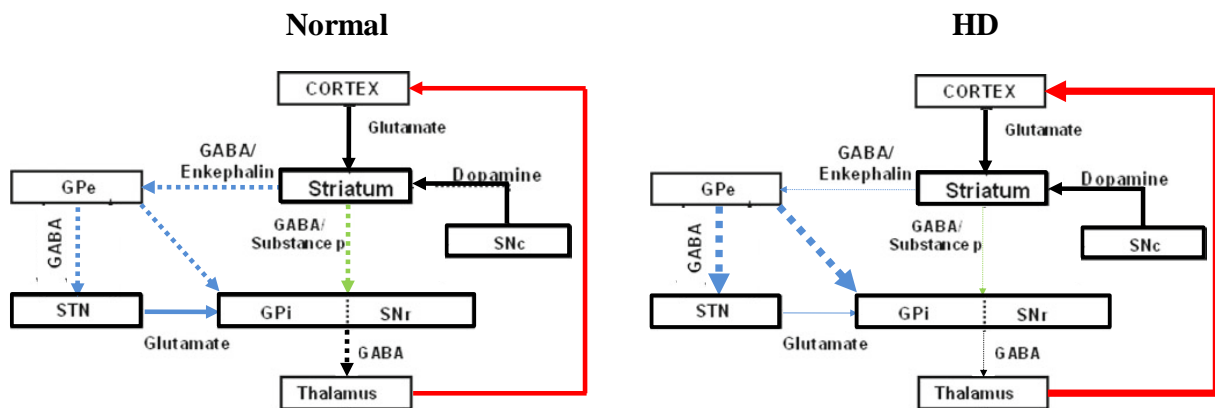 Normal
CORTEX
Glutamate
GABA/
Enkephalin
Dopamine
GPe
Striatum
GABA
GABA/
Substance p
SNc
STN
GPi
SNr
Glutamate
GABA
Thalamus
HD
CORTEX
Glutamate
GABA/
Enkephalin
Dopamine
GPe
Striatum
GABA
GABA/
Substance p
SNc
STN
GPi
SNr
Glutamate
GABA
Thalamus